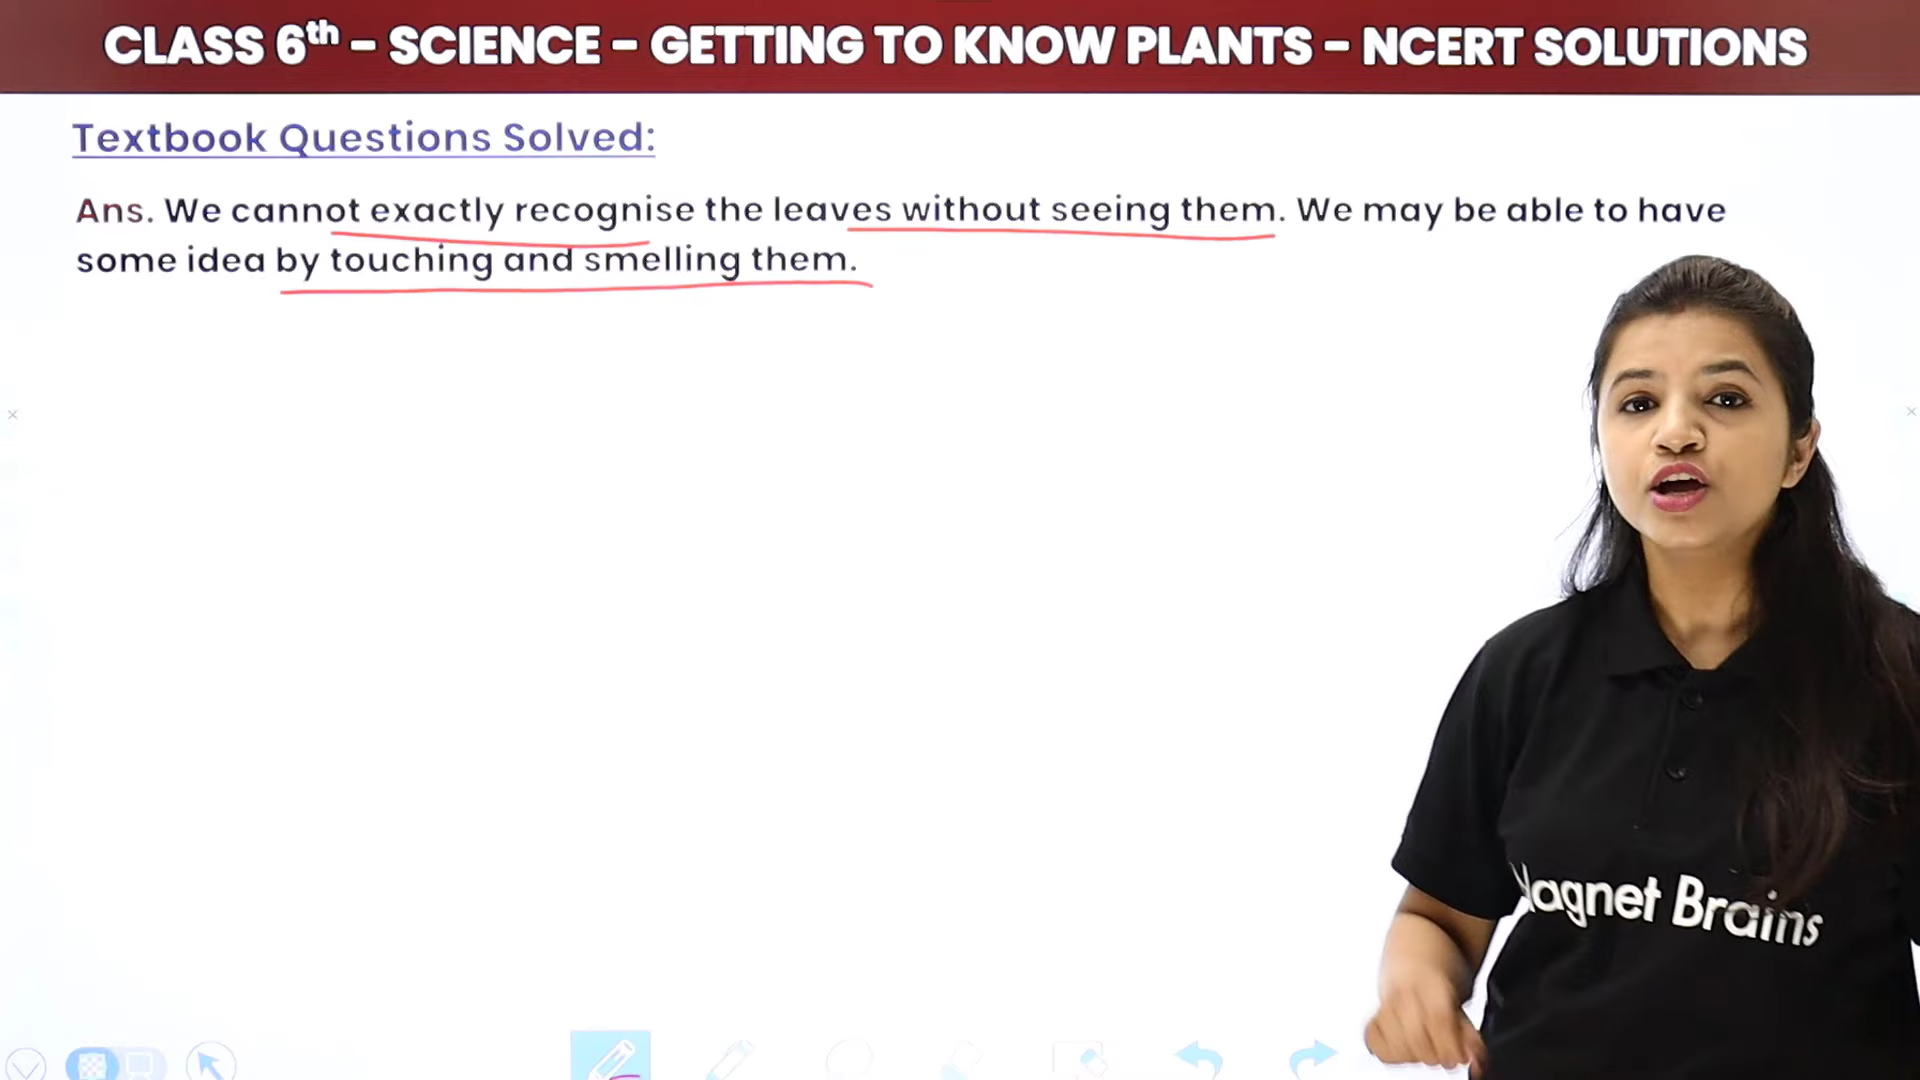 CLASS 6th - SCIENCE - GETTING TO KNOW PLANTS - NCERT SOLUTIONS
Textbook Questions Solved:
Ans. We cannot exactly recognise the leaves without seeing them. We may be able to have
some idea by touching and smelling them.
Magnet Brains